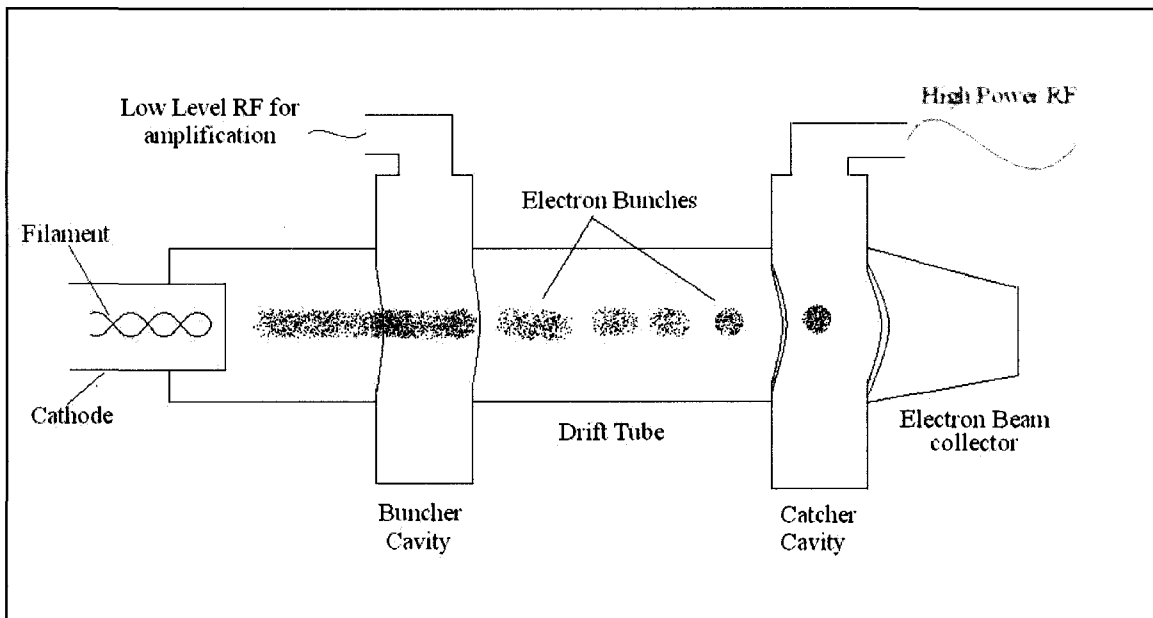 Low Level RF for
amplification
High Power RF
Electron Bunches
Filament
Cathode
Drift Tube
Electron Beam
collector
Buncher
Cavity
Catcher
Cavity